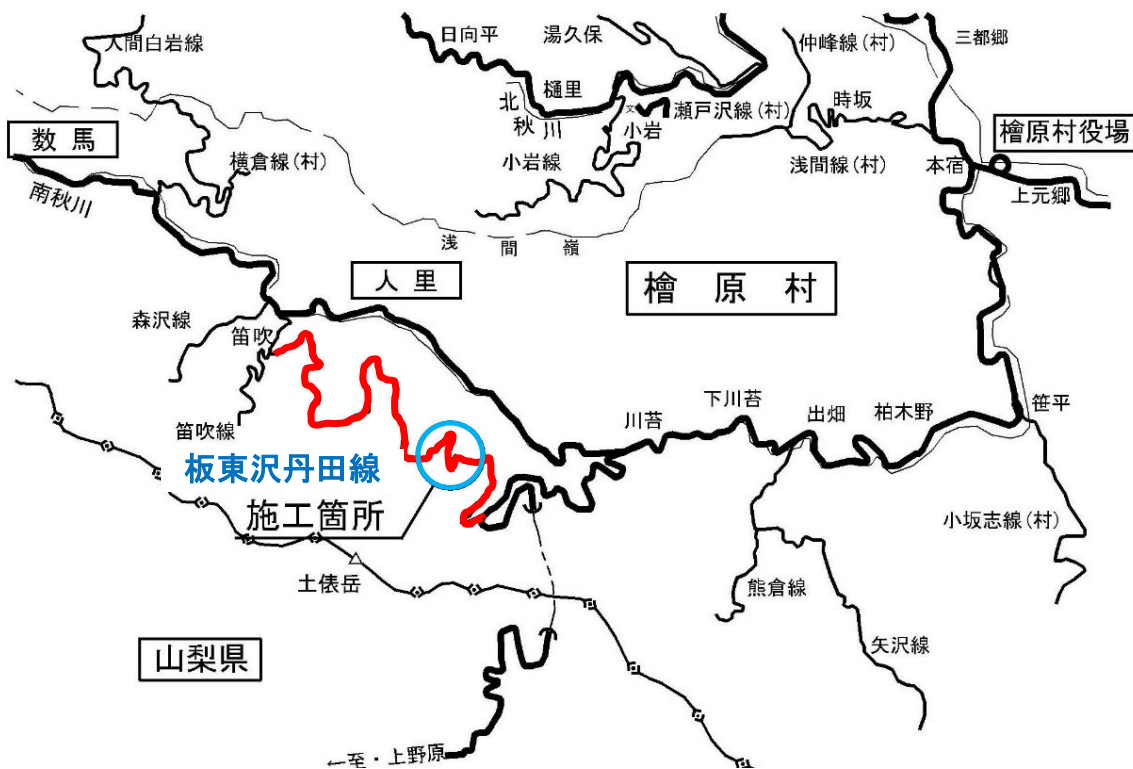 人間白岩線
日向平
湯久保
仲峰線(村)
三都郷
樋里
北秋川
小岩
瀬戸沢線(村)
時坂
檜原村役場
数馬
横倉線(村)
小岩線
浅間線(村)
本宿
上元郷
南秋川
浅間嶺
人里
檜原村
森沢線
笛吹
笛吹線
川苔
下川苔
出畑
柏木野
笹平
板東沢丹田線
施工箇所
小坂志線(村)
土俵岳
熊倉線
矢沢線
山梨県
←至・上野原